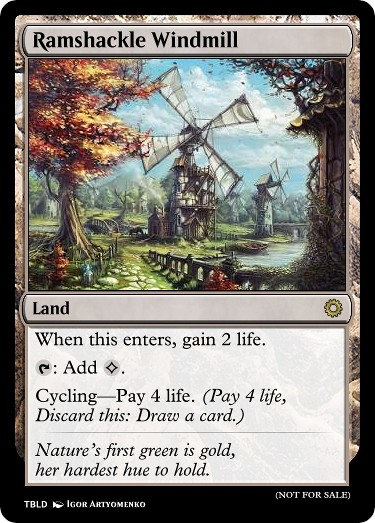 Ramshackle Windmill
Land
When this enters, gain 2 life.
: Add .
Cycling—Pay 4 life. (Pay 4 life,
Discard this: Draw a card.)
Nature's first green is gold,
her hardest hue to hold.
TBLD Igor Artyomenko
(NOT FOR SALE)